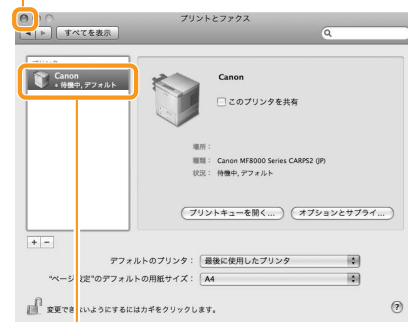 プリントとファクス
すべてを表示
プリンタ
Canon
• 待機中, デフォルト
Canon
このプリンタを共有
場所：
種類： Canon MF8000 Series CARPS2 (JP)
状況： 待機中, デフォルト
プリントキューを開く... オプションとサプライ...
+ -
デフォルトのプリンタ： 最後に使用したプリンタ
"ページ設定"のデフォルトの用紙サイズ： A4
変更できないようにするにはカギをクリックします。
?